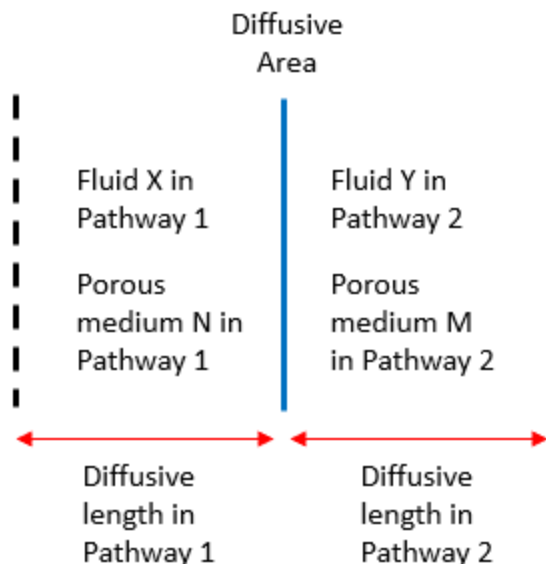 Diffusive
Area
Fluid X in
Pathway 1
Fluid Y in
Pathway 2
Porous
medium N in
Pathway 1
Porous
medium M
in Pathway 2
Diffusive
length in
Pathway 1
Diffusive
length in
Pathway 2